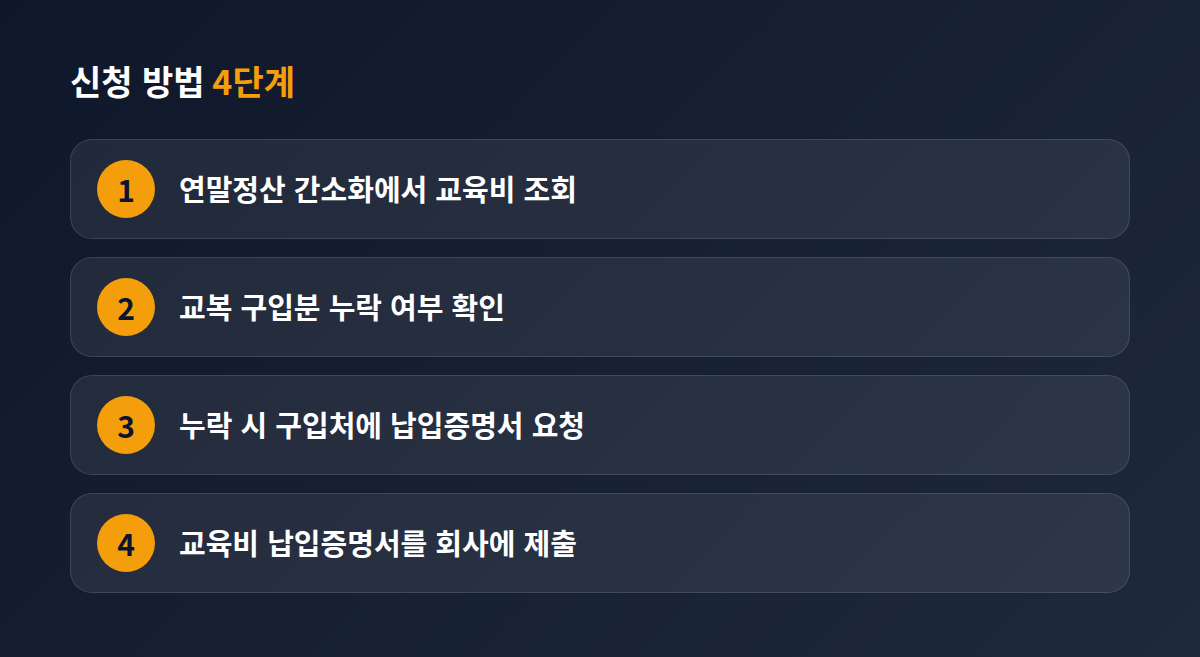 신청 방법 4단계
1 연말정산 간소화에서 교육비 조회
2 교복 구입분 누락 여부 확인
3 누락 시 구입처에 납입증명서 요청
4 교육비 납입증명서를 회사에 제출